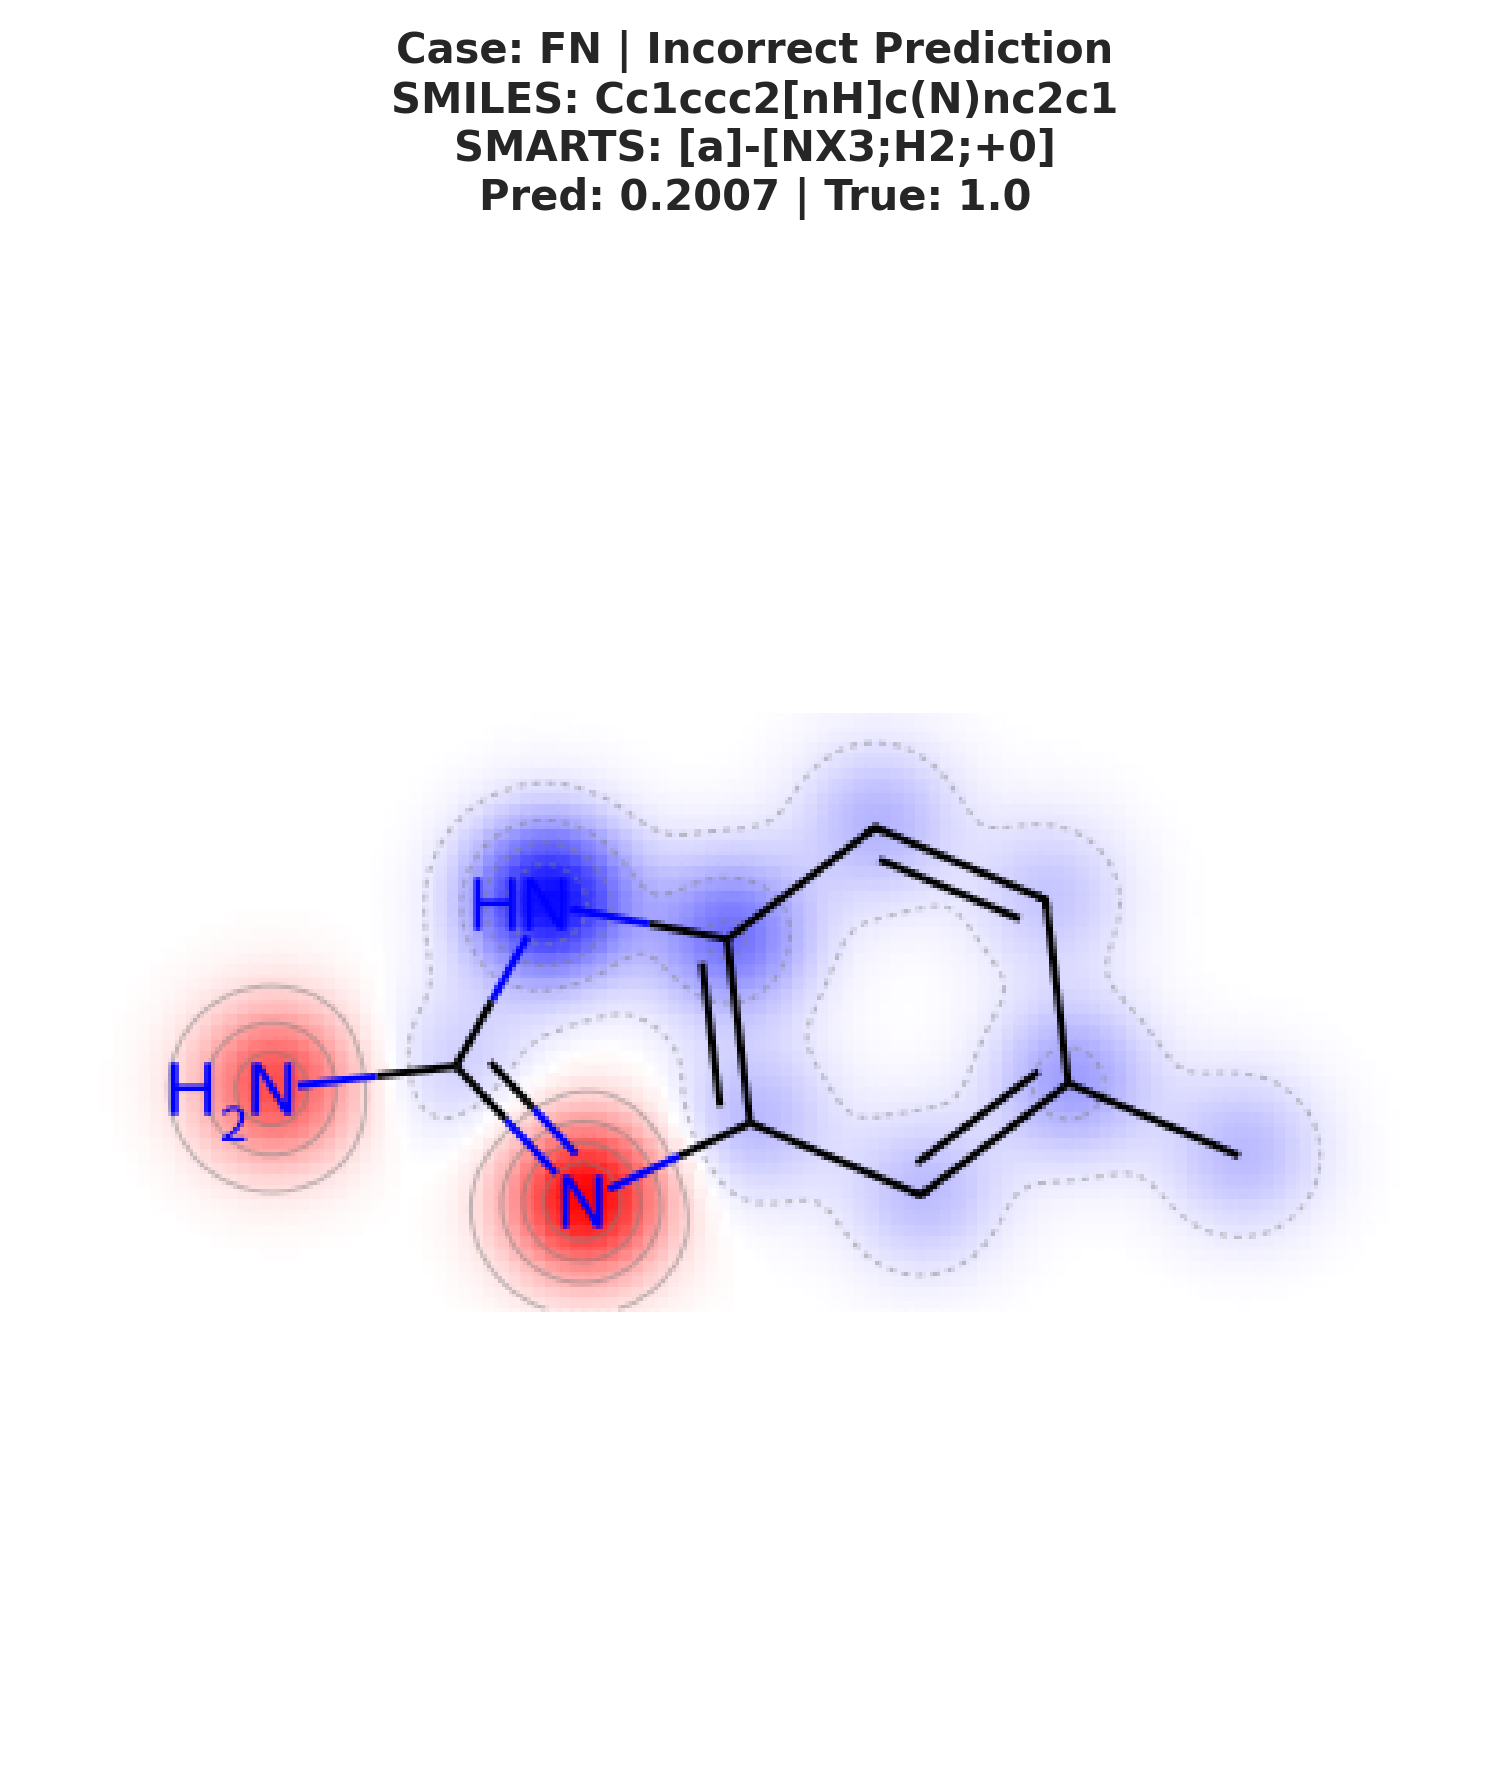 Case: FN | Incorrect Prediction
SMILES: Cc1ccc2[nH]c(N)nc2c1
SMARTS: [a]-[NX3;H2;+0]
Pred: 0.2007 | True: 1.0
HN
H2N
N